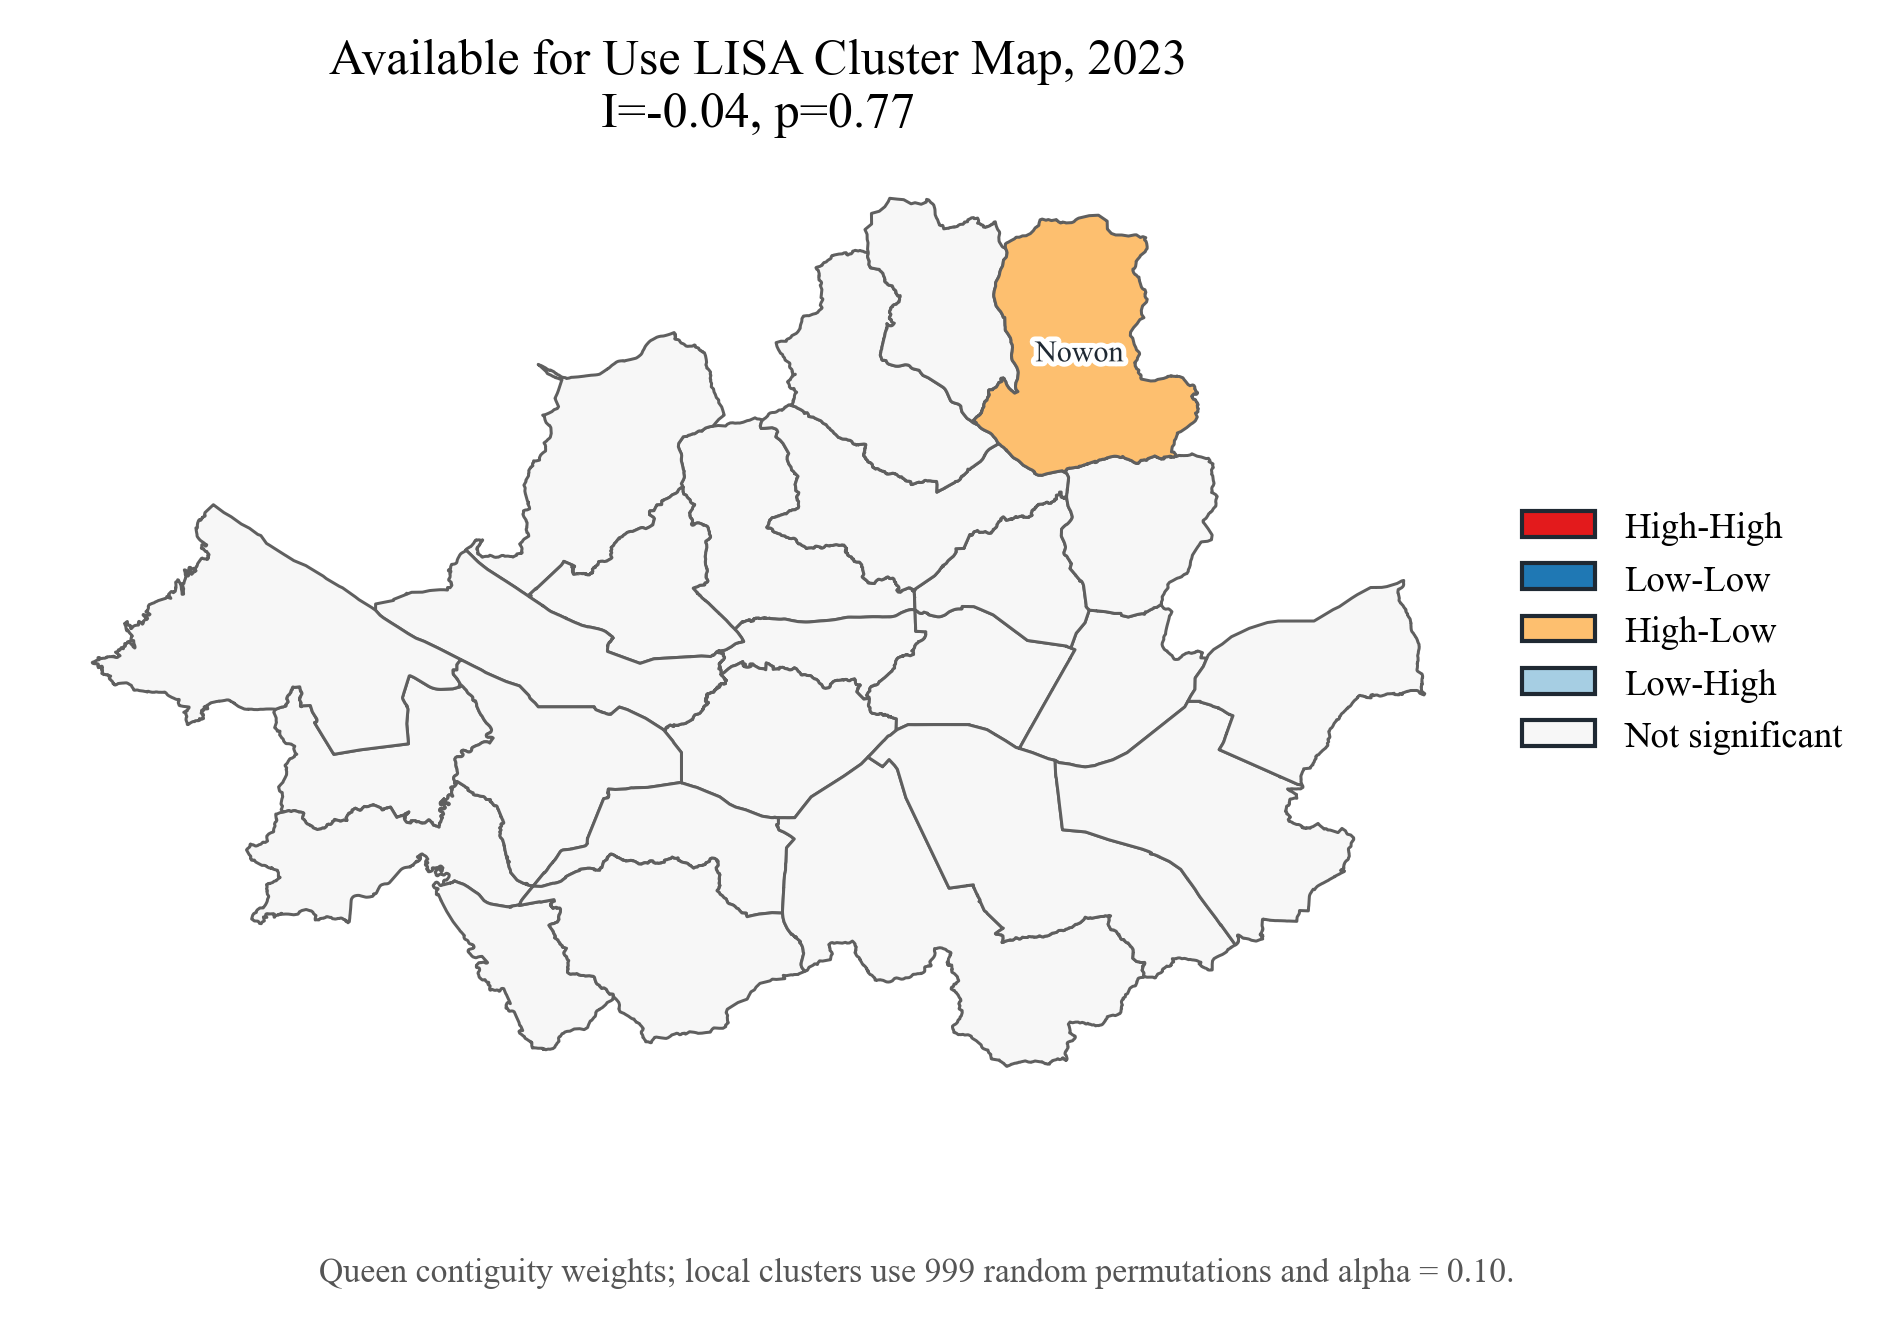 Available for Use LISA Cluster Map, 2023
I=-0.04, p=0.77
Nowon
High-High
Low-Low
High-Low
Low-High
Not significant
Queen contiguity weights; local clusters use 999 random permutations and alpha = 0.10.